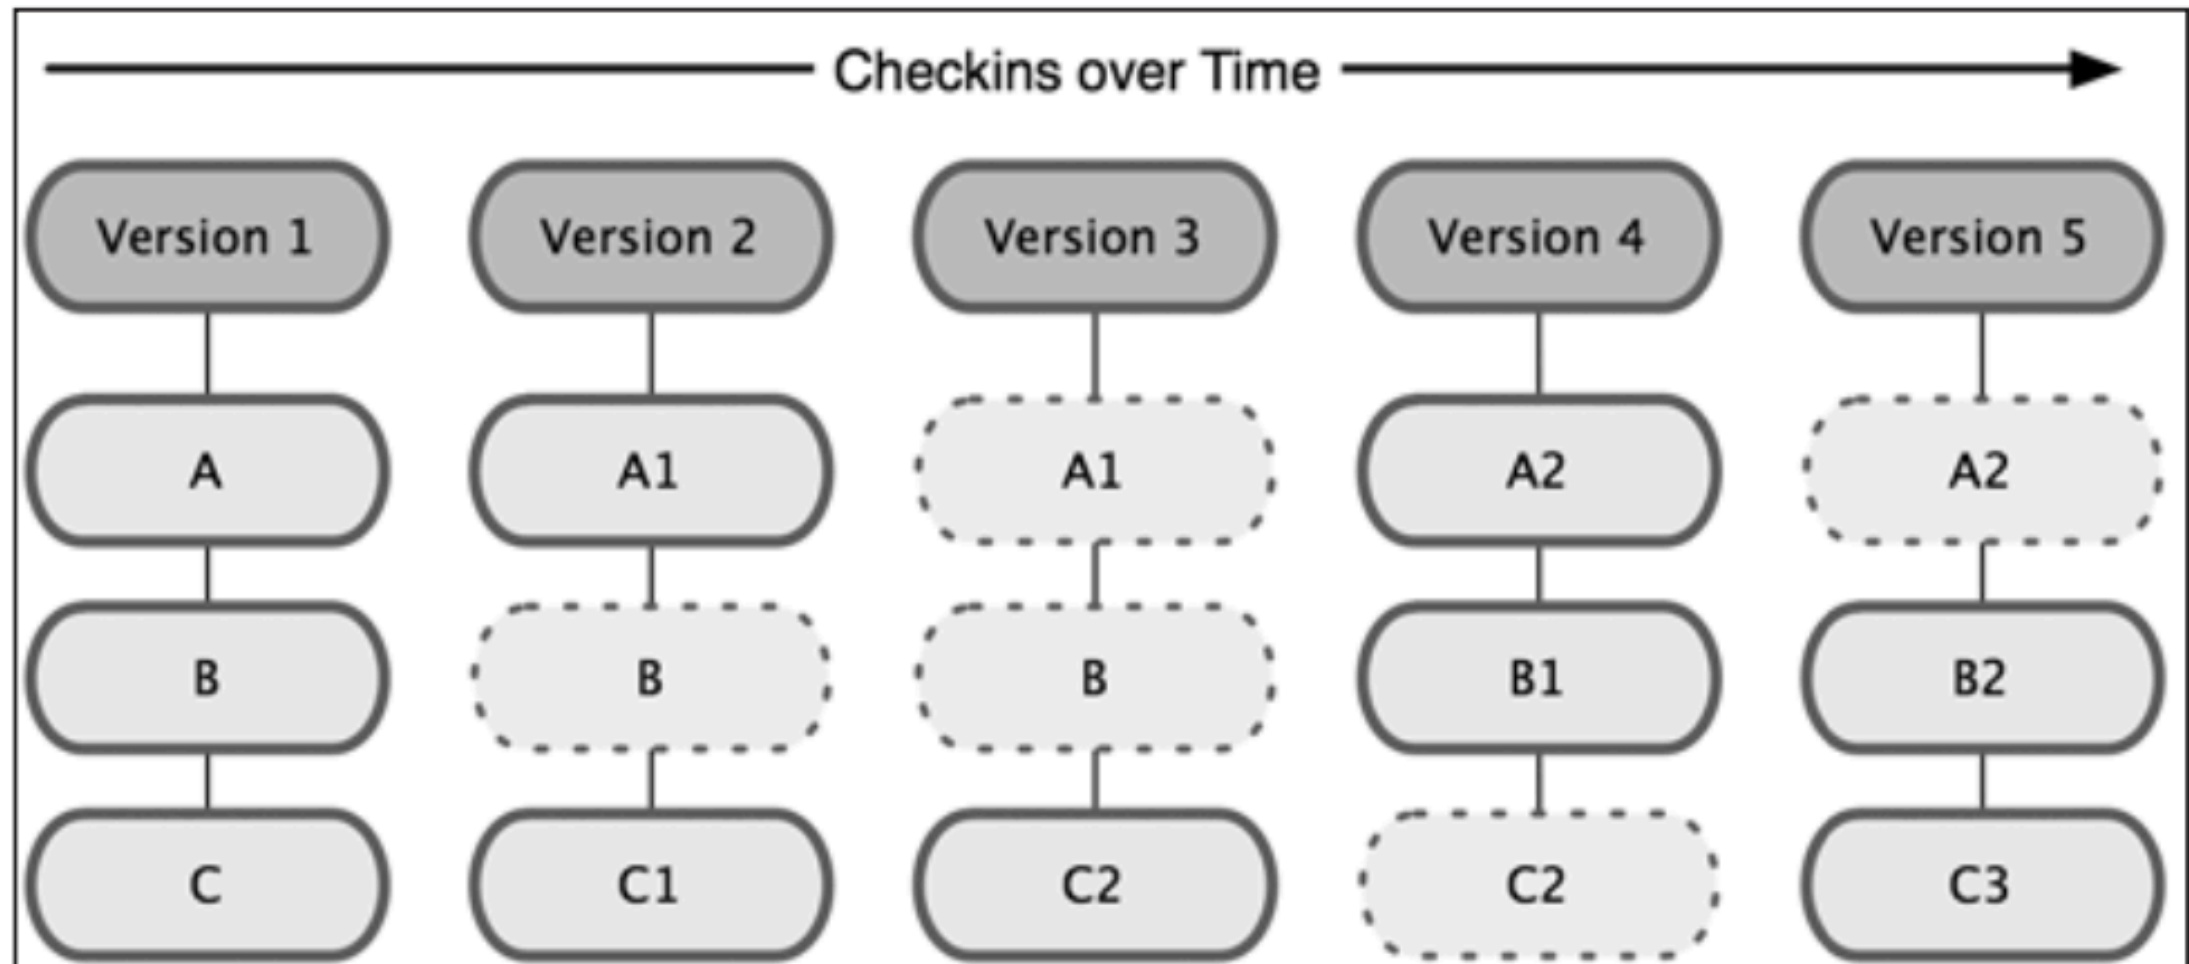 Checkins over Time
Version 1 Version 2 Version 3 Version 4 Version 5
A A1 A1 A2 A2
B B B B1 B2
C C1 C2 C2 C3